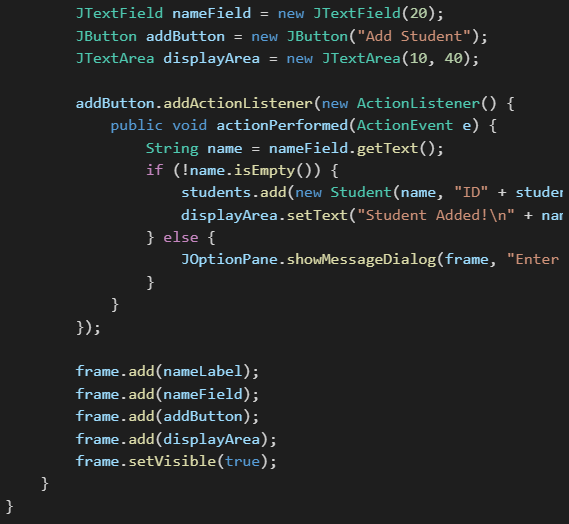 JTextField nameField = new JTextField(20);
JButton addButton = new JButton("Add Student");
JTextArea displayArea = new JTextArea(10, 40);
addButton.addActionListener(new ActionListener() {
public void actionPerformed(ActionEvent e) {
String name = nameField.getText();
if (!name.isEmpty()) {
students.add(new Student(name, "ID" + studen
displayArea.setText("Student Added!\n" + nam
} else {
JOptionPane.showMessageDialog(frame, "Enter
}
}
});
frame.add(nameLabel);
frame.add(nameField);
frame.add(addButton);
frame.add(displayArea);
frame.setVisible(true);
}
}